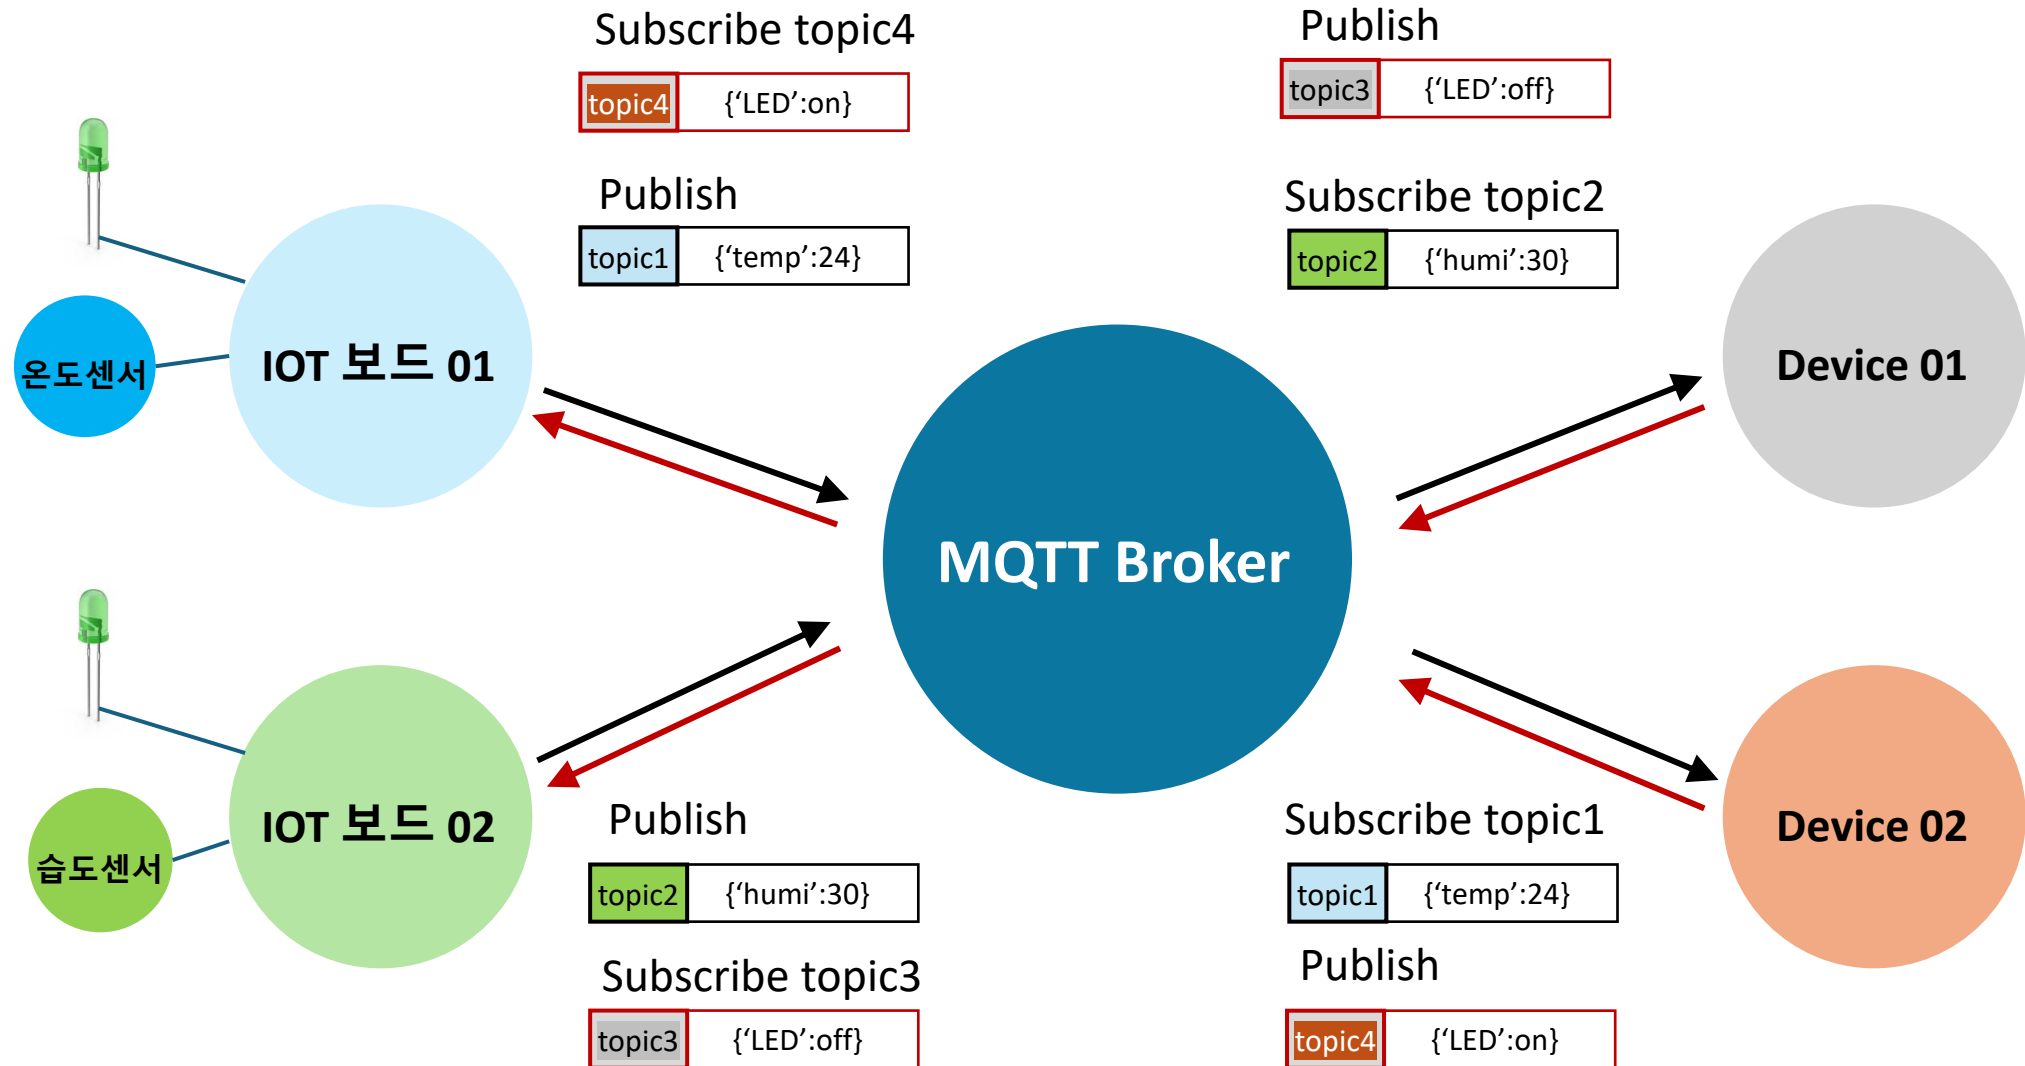 Subscribe topic4
topic4 {‘LED’:on}
Publish
topic1 {‘temp’:24}
Publish
topic3 {‘LED’:off}
Subscribe topic2
topic2 {‘humi’:30}
온도센서
IOT 보드 01
MQTT Broker
Device 01
습도센서
IOT 보드 02
Device 02
Publish
topic2 {‘humi’:30}
Subscribe topic3
topic3 {‘LED’:off}
Subscribe topic1
topic1 {‘temp’:24}
Publish
topic4 {‘LED’:on}